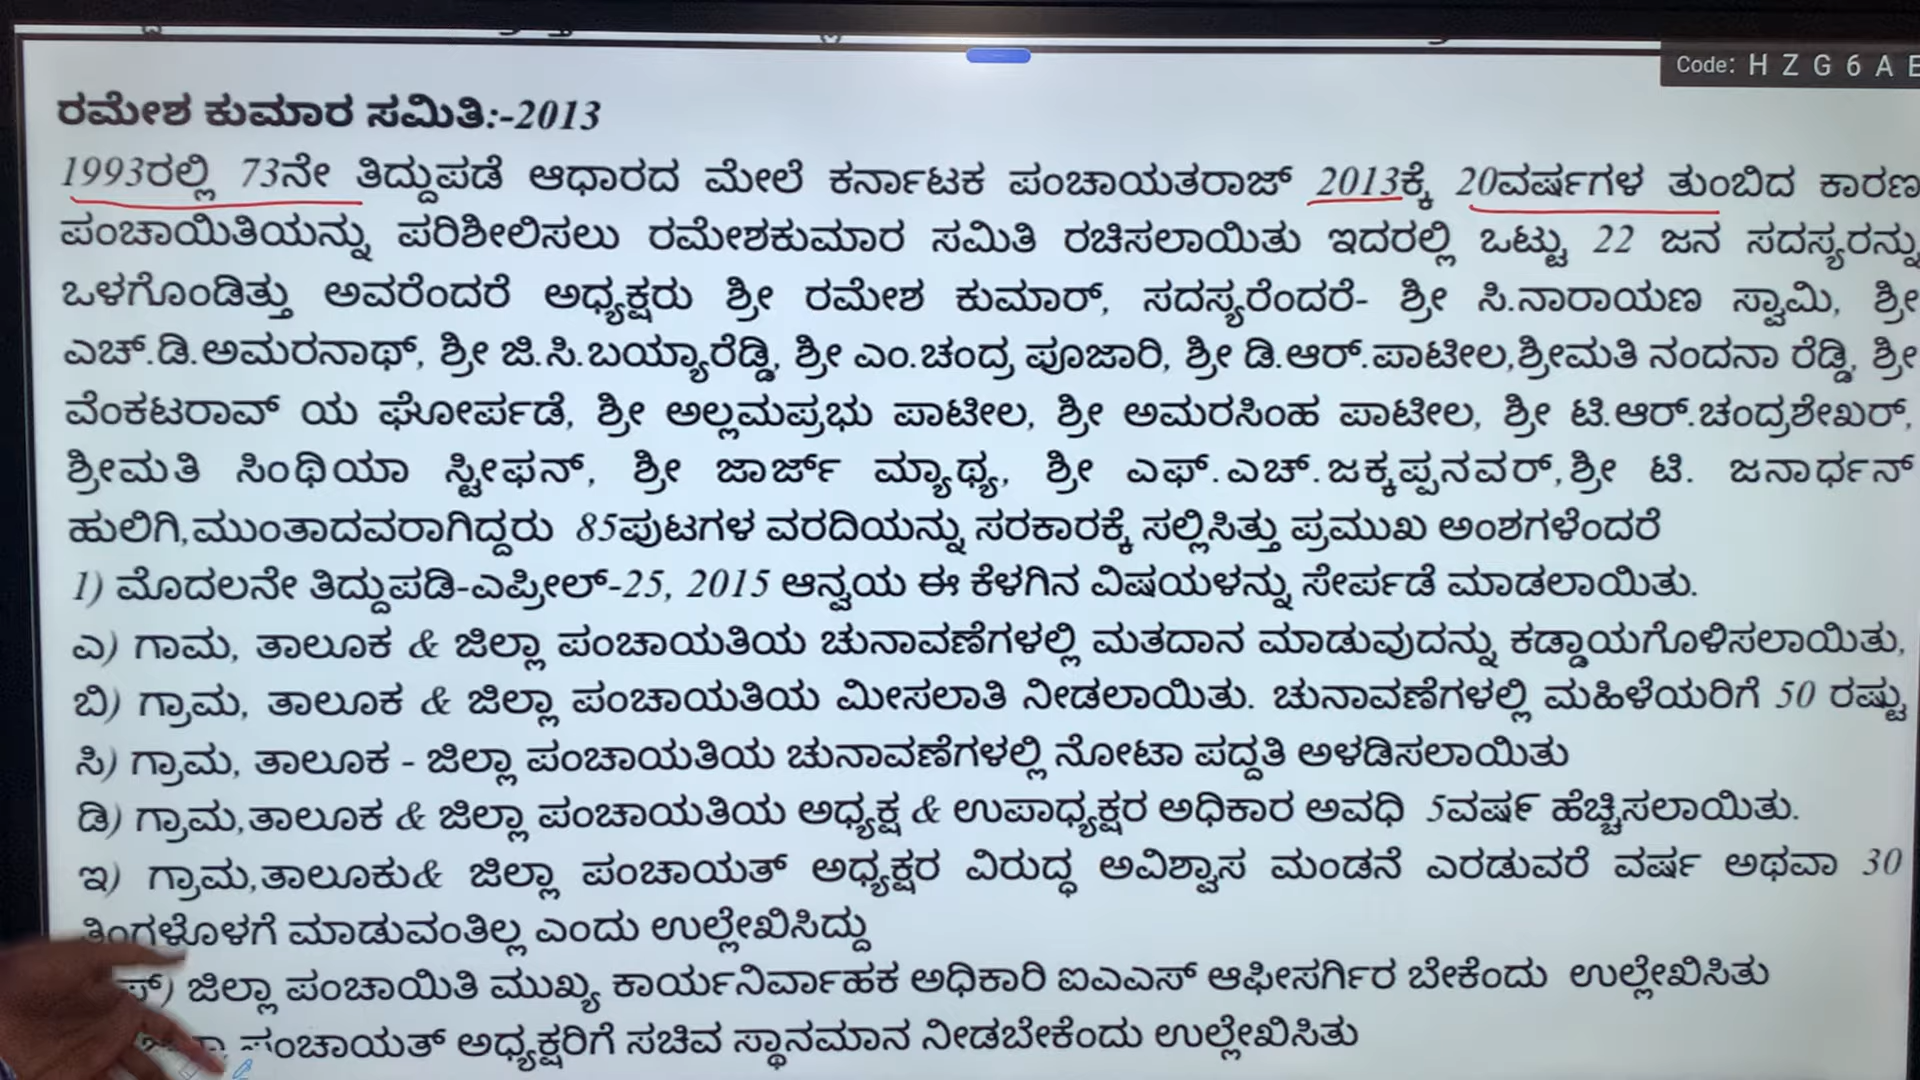 Code: H Z G 6 A E
ರಮೇಶ ಕುಮಾರ ಸಮಿತಿ:-2013
1993ರಲ್ಲಿ 73ನೇ ತಿದ್ದುಪಡೆ ಆಧಾರದ ಮೇಲೆ ಕರ್ನಾಟಕ ಪಂಚಾಯತರಾಜ್ 2013ಕ್ಕೆ 20ವರ್ಷಗಳ ತುಂಬಿದ ಕಾರಣ
ಪಂಚಾಯಿತಿಯನ್ನು ಪರಿಶೀಲಿಸಲು ರಮೇಶಕುಮಾರ ಸಮಿತಿ ರಚಿಸಲಾಯಿತು ಇದರಲ್ಲಿ ಒಟ್ಟು 22 ಜನ ಸದಸ್ಯರನ್ನು
ಒಳಗೊಂಡಿತ್ತು ಅವರೆಂದರೆ ಅಧ್ಯಕ್ಷರು ಶ್ರೀ ರಮೇಶ ಕುಮಾರ್, ಸದಸ್ಯರೆಂದರೆ- ಶ್ರೀ ಸಿ.ನಾರಾಯಣ ಸ್ವಾಮಿ, ಶ್ರೀ
ಎಚ್.ಡಿ.ಅಮರನಾಥ್, ಶ್ರೀ ಜಿ.ಸಿ.ಬಯ್ಯಾರೆಡ್ಡಿ, ಶ್ರೀ ಎಂ.ಚಂದ್ರ ಪೂಜಾರಿ, ಶ್ರೀ ಡಿ.ಆರ್.ಪಾಟೀಲ,ಶ್ರೀಮತಿ ನಂದನಾ ರೆಡ್ಡಿ, ಶ್ರೀ
ವೆಂಕಟರಾವ್ ಯ ಘೋರ್ಪಡೆ, ಶ್ರೀ ಅಲ್ಲಮಪ್ರಭು ಪಾಟೀಲ, ಶ್ರೀ ಅಮರಸಿಂಹ ಪಾಟೀಲ, ಶ್ರೀ ಟಿ.ಆರ್.ಚಂದ್ರಶೇಖರ್,
ಶ್ರೀಮತಿ ಸಿಂಥಿಯಾ ಸ್ಟೀಫನ್, ಶ್ರೀ ಜಾರ್ಜ್ ಮ್ಯಾಥ್ಯ, ಶ್ರೀ ಎಫ್.ಎಚ್.ಜಕ್ಕಪ್ಪನವರ್,ಶ್ರೀ ಟಿ. ಜನಾರ್ಧನ್
ಹುಲಿಗಿ,ಮುಂತಾದವರಾಗಿದ್ದರು 85ಪುಟಗಳ ವರದಿಯನ್ನು ಸರಕಾರಕ್ಕೆ ಸಲ್ಲಿಸಿತ್ತು ಪ್ರಮುಖ ಅಂಶಗಳೆಂದರೆ
1) ಮೊದಲನೇ ತಿದ್ದುಪಡಿ-ಎಪ್ರೀಲ್-25, 2015 ಆನ್ವಯ ಈ ಕೆಳಗಿನ ವಿಷಯಳನ್ನು ಸೇರ್ಪಡೆ ಮಾಡಲಾಯಿತು.
ಎ) ಗಾಮ, ತಾಲೂಕ & ಜಿಲ್ಲಾ ಪಂಚಾಯತಿಯ ಚುನಾವಣೆಗಳಲ್ಲಿ ಮತದಾನ ಮಾಡುವುದನ್ನು ಕಡ್ಡಾಯಗೊಳಿಸಲಾಯಿತು,
ಬಿ) ಗ್ರಾಮ, ತಾಲೂಕ & ಜಿಲ್ಲಾ ಪಂಚಾಯತಿಯ ಮೀಸಲಾತಿ ನೀಡಲಾಯಿತು. ಚುನಾವಣೆಗಳಲ್ಲಿ ಮಹಿಳೆಯರಿಗೆ 50 ರಷ್ಟು
ಸಿ) ಗ್ರಾಮ, ತಾಲೂಕ - ಜಿಲ್ಲಾ ಪಂಚಾಯತಿಯ ಚುನಾವಣೆಗಳಲ್ಲಿ ನೋಟಾ ಪದ್ದತಿ ಅಳಡಿಸಲಾಯಿತು
ಡಿ) ಗ್ರಾಮ,ತಾಲೂಕ & ಜಿಲ್ಲಾ ಪಂಚಾಯತಿಯ ಅಧ್ಯಕ್ಷ & ಉಪಾಧ್ಯಕ್ಷರ ಅಧಿಕಾರ ಅವಧಿ 5ವರ್ಷ ಹೆಚ್ಚಿಸಲಾಯಿತು.
ಇ) ಗ್ರಾಮ,ತಾಲೂಕು& ಜಿಲ್ಲಾ ಪಂಚಾಯತ್ ಅಧ್ಯಕ್ಷರ ವಿರುದ್ಧ ಅವಿಶ್ವಾಸ ಮಂಡನೆ ಎರಡುವರೆ ವರ್ಷ ಅಥವಾ 30
ತಿಂಗಳೊಳಗೆ ಮಾಡುವಂತಿಲ್ಲ ಎಂದು ಉಲ್ಲೇಖಿಸಿದ್ದು
ಜಿಲ್ಲಾ ಪಂಚಾಯಿತಿ ಮುಖ್ಯ ಕಾರ್ಯನಿರ್ವಾಹಕ ಅಧಿಕಾರಿ ಐಎಎಸ್ ಆಫೀಸರ್ಗಿರ ಬೇಕೆಂದು ಉಲ್ಲೇಖಿಸಿತು
ಪಂಚಾಯತ್ ಅಧ್ಯಕ್ಷರಿಗೆ ಸಚಿವ ಸ್ಥಾನಮಾನ ನೀಡಬೇಕೆಂದು ಉಲ್ಲೇಖಿಸಿತು